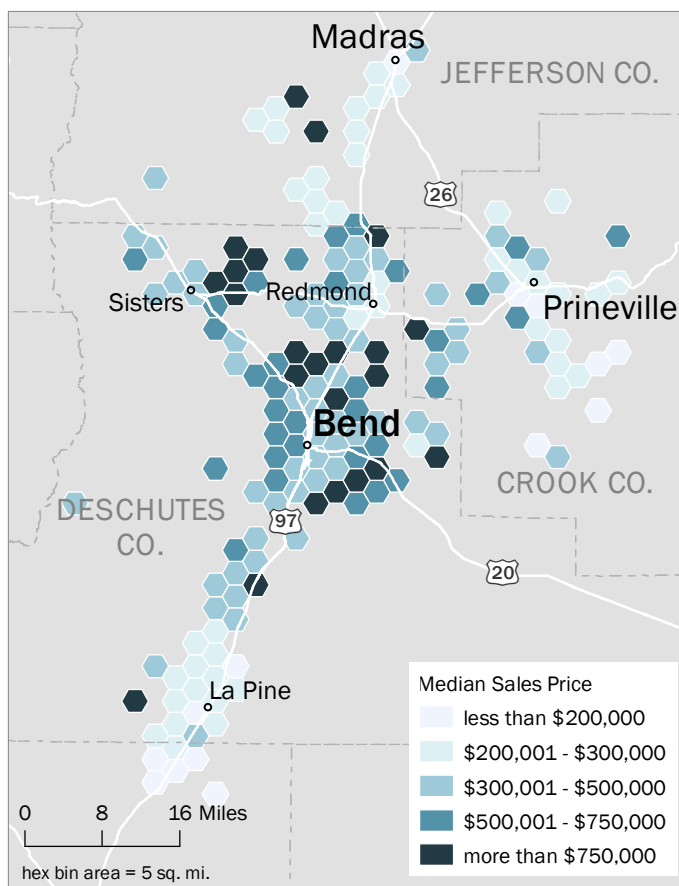 Madras
JEFFERSON CO.
26
Sisters
Redmond
Prineville
Bend
DESCHUTES
CO.
CROOK CO.
97
20
La Pine
Median Sales Price
less than $200,000
$200,001 - $300,000
$300,001 - $500,000
$500,001 - $750,000
more than $750,000
0 8 16 Miles
hex bin area = 5 sq. mi.